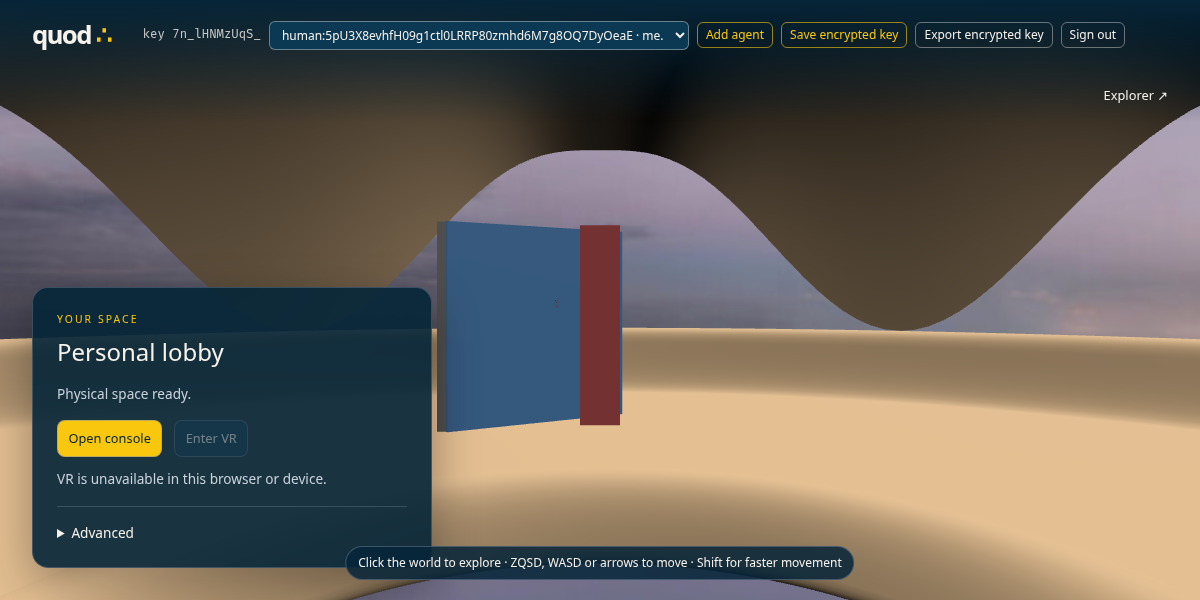 quod
key 7n_lHNMzUqS_
human:5pU3X8evhfH09g1ctl0LRRP80zmhd6M7g8OQ7DyOeaE · me.
Add agent
Save encrypted key
Export encrypted key
Sign out
Explorer ↗
YOUR SPACE
Personal lobby
Physical space ready.
Open console
Enter VR
VR is unavailable in this browser or device.
Advanced
Click the world to explore · ZQSD, WASD or arrows to move · Shift for faster movement